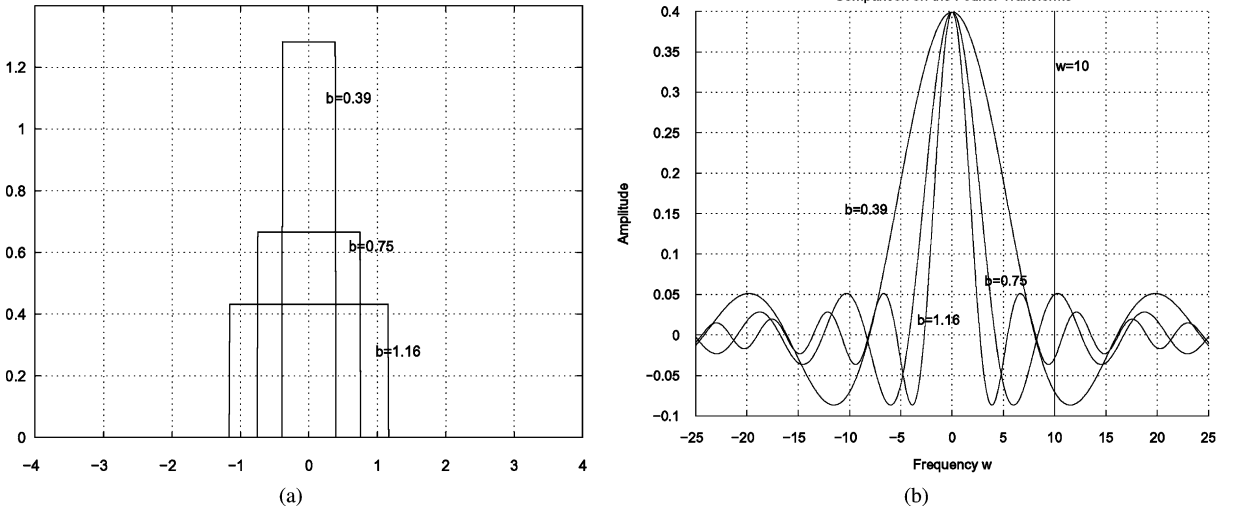 1.2
1
0.8
0.6
0.4
0.2
0
−4 −3 −2 −1 0 1 2 3 4
b=0.39
b=0.75
b=1.16
(a)
0.4
0.35
0.3
0.25
0.2
0.15
0.1
0.05
0
−0.05
−0.1
−25 −20 −15 −10 −5 0 5 10 15 20 25
Amplitude
Frequency w
w=10
b=0.39
b=0.75
b=1.16
(b)